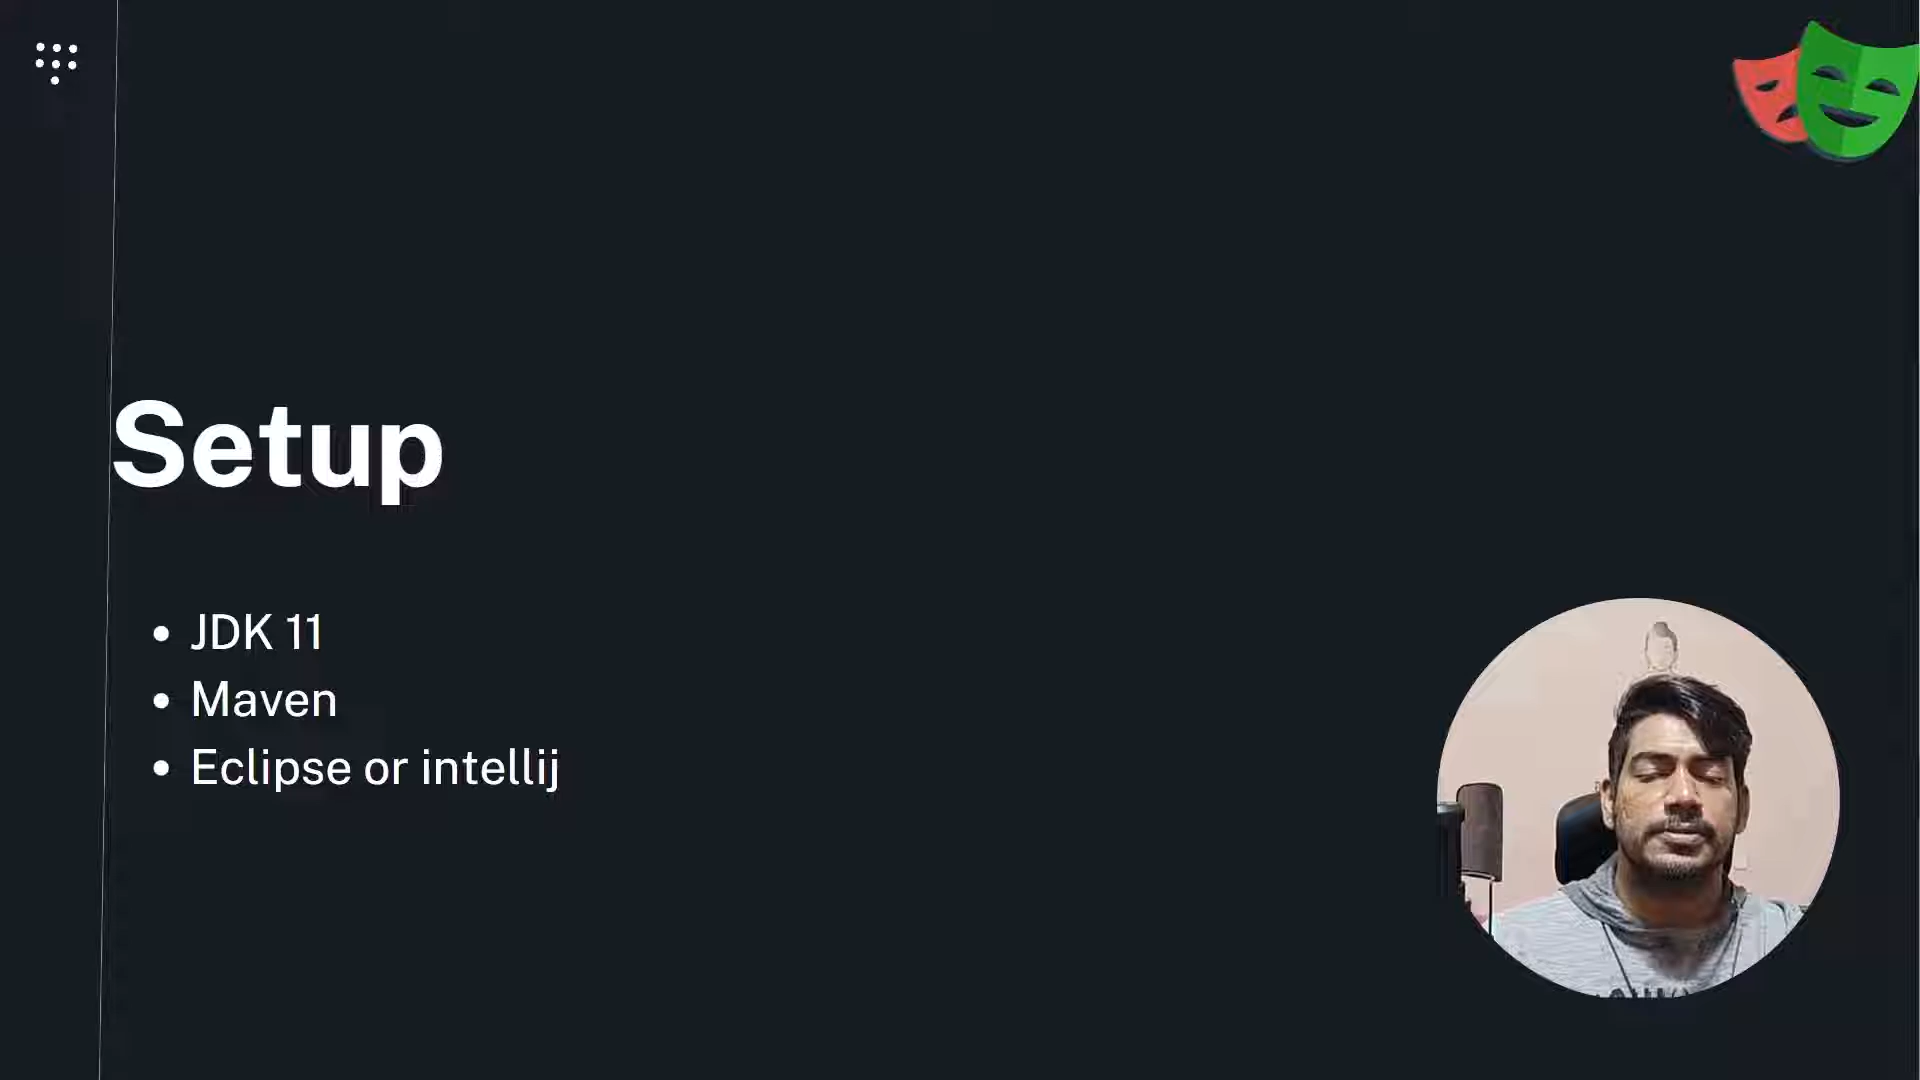 Setup
• JDK 11
• Maven
• Eclipse or intellij